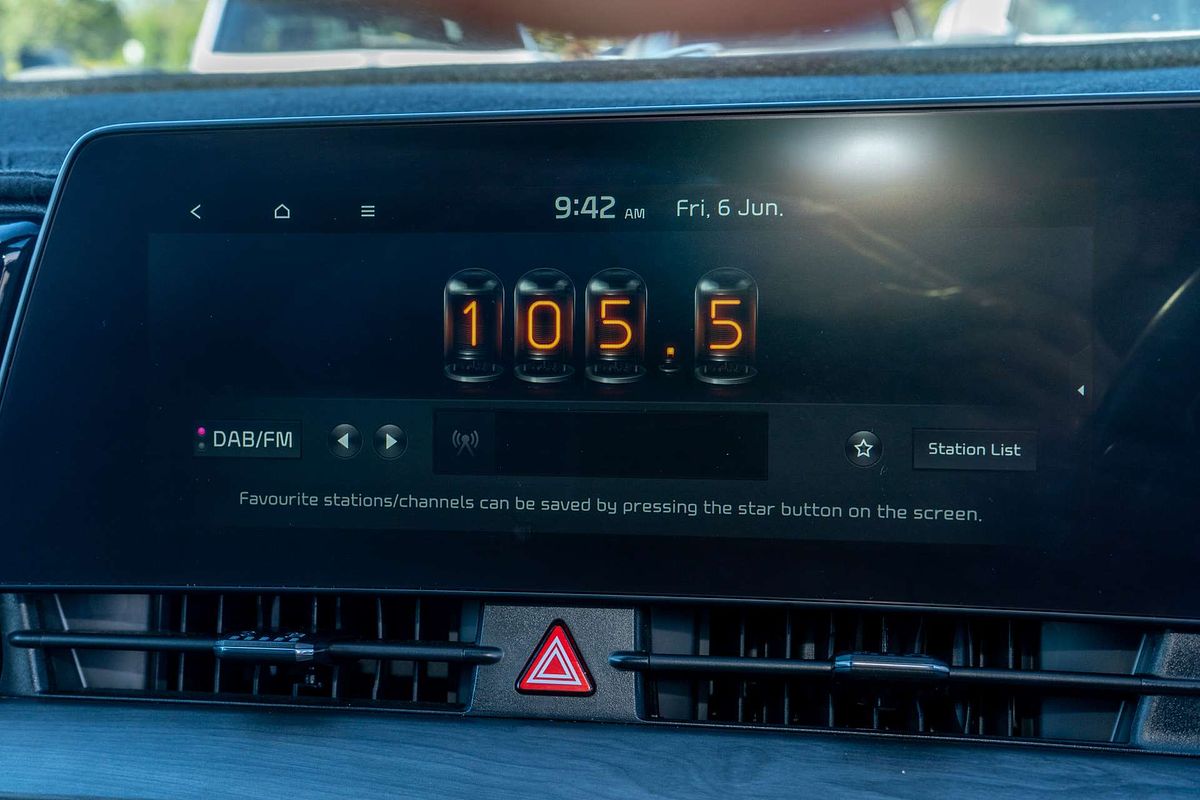 9:42 AM Fri, 6 Jun.
105.5
DAB/FM
Station List
Favourite stations/channels can be saved by pressing the star button on the screen.